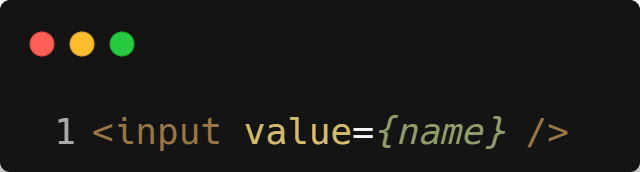 1 <input value={name} />